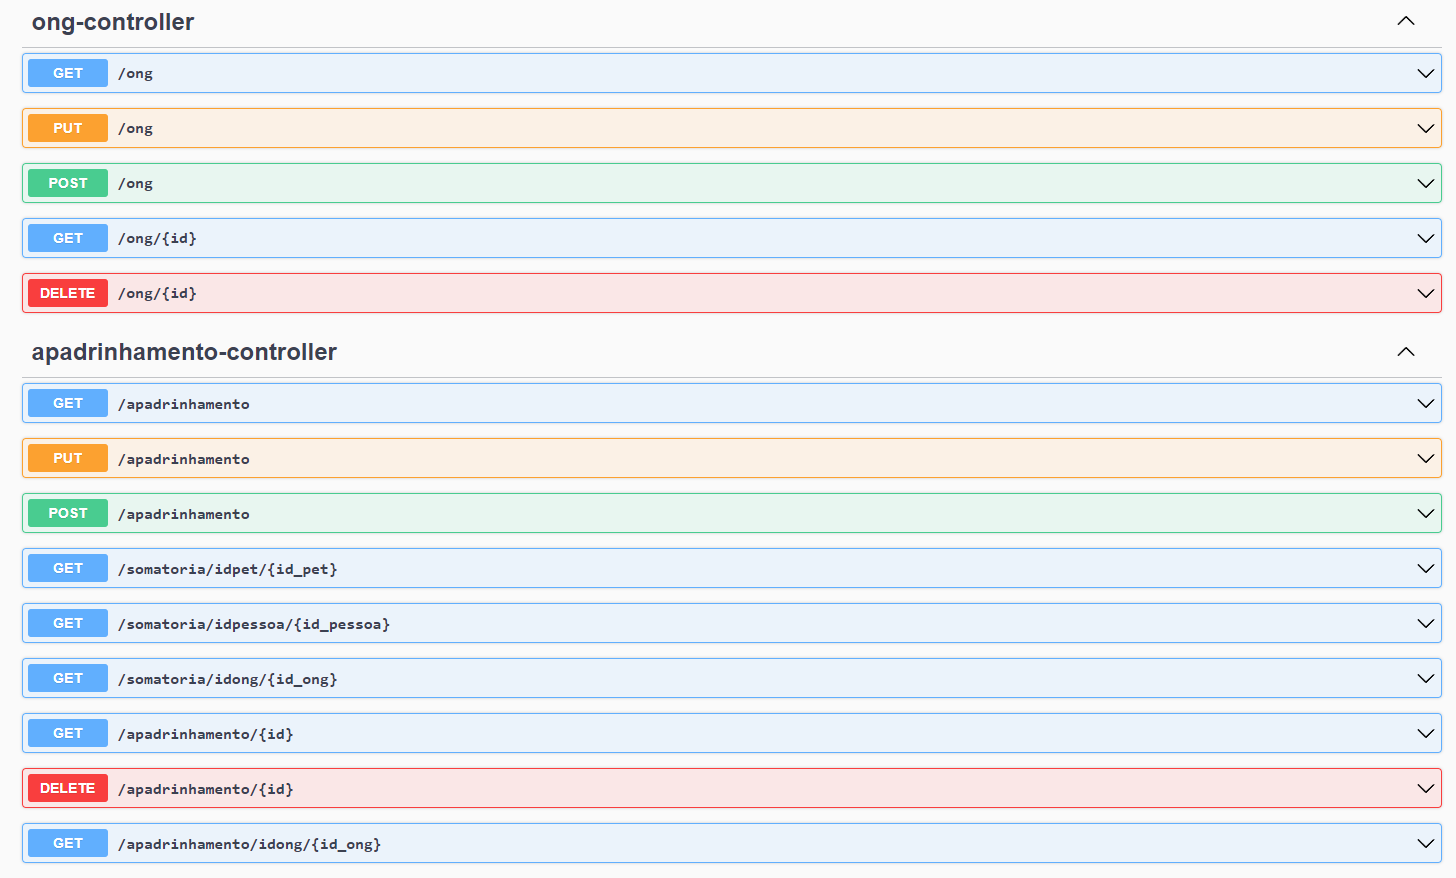 ong-controller
GET /ong
PUT /ong
POST /ong
GET /ong/{id}
DELETE /ong/{id}
apadrinhamento-controller
GET /apadrinhamento
PUT /apadrinhamento
POST /apadrinhamento
GET /somatoria/idpet/{id_pet}
GET /somatoria/idpessoa/{id_pessoa}
GET /somatoria/idong/{id_ong}
GET /apadrinhamento/{id}
DELETE /apadrinhamento/{id}
GET /apadrinhamento/idong/{id_ong}